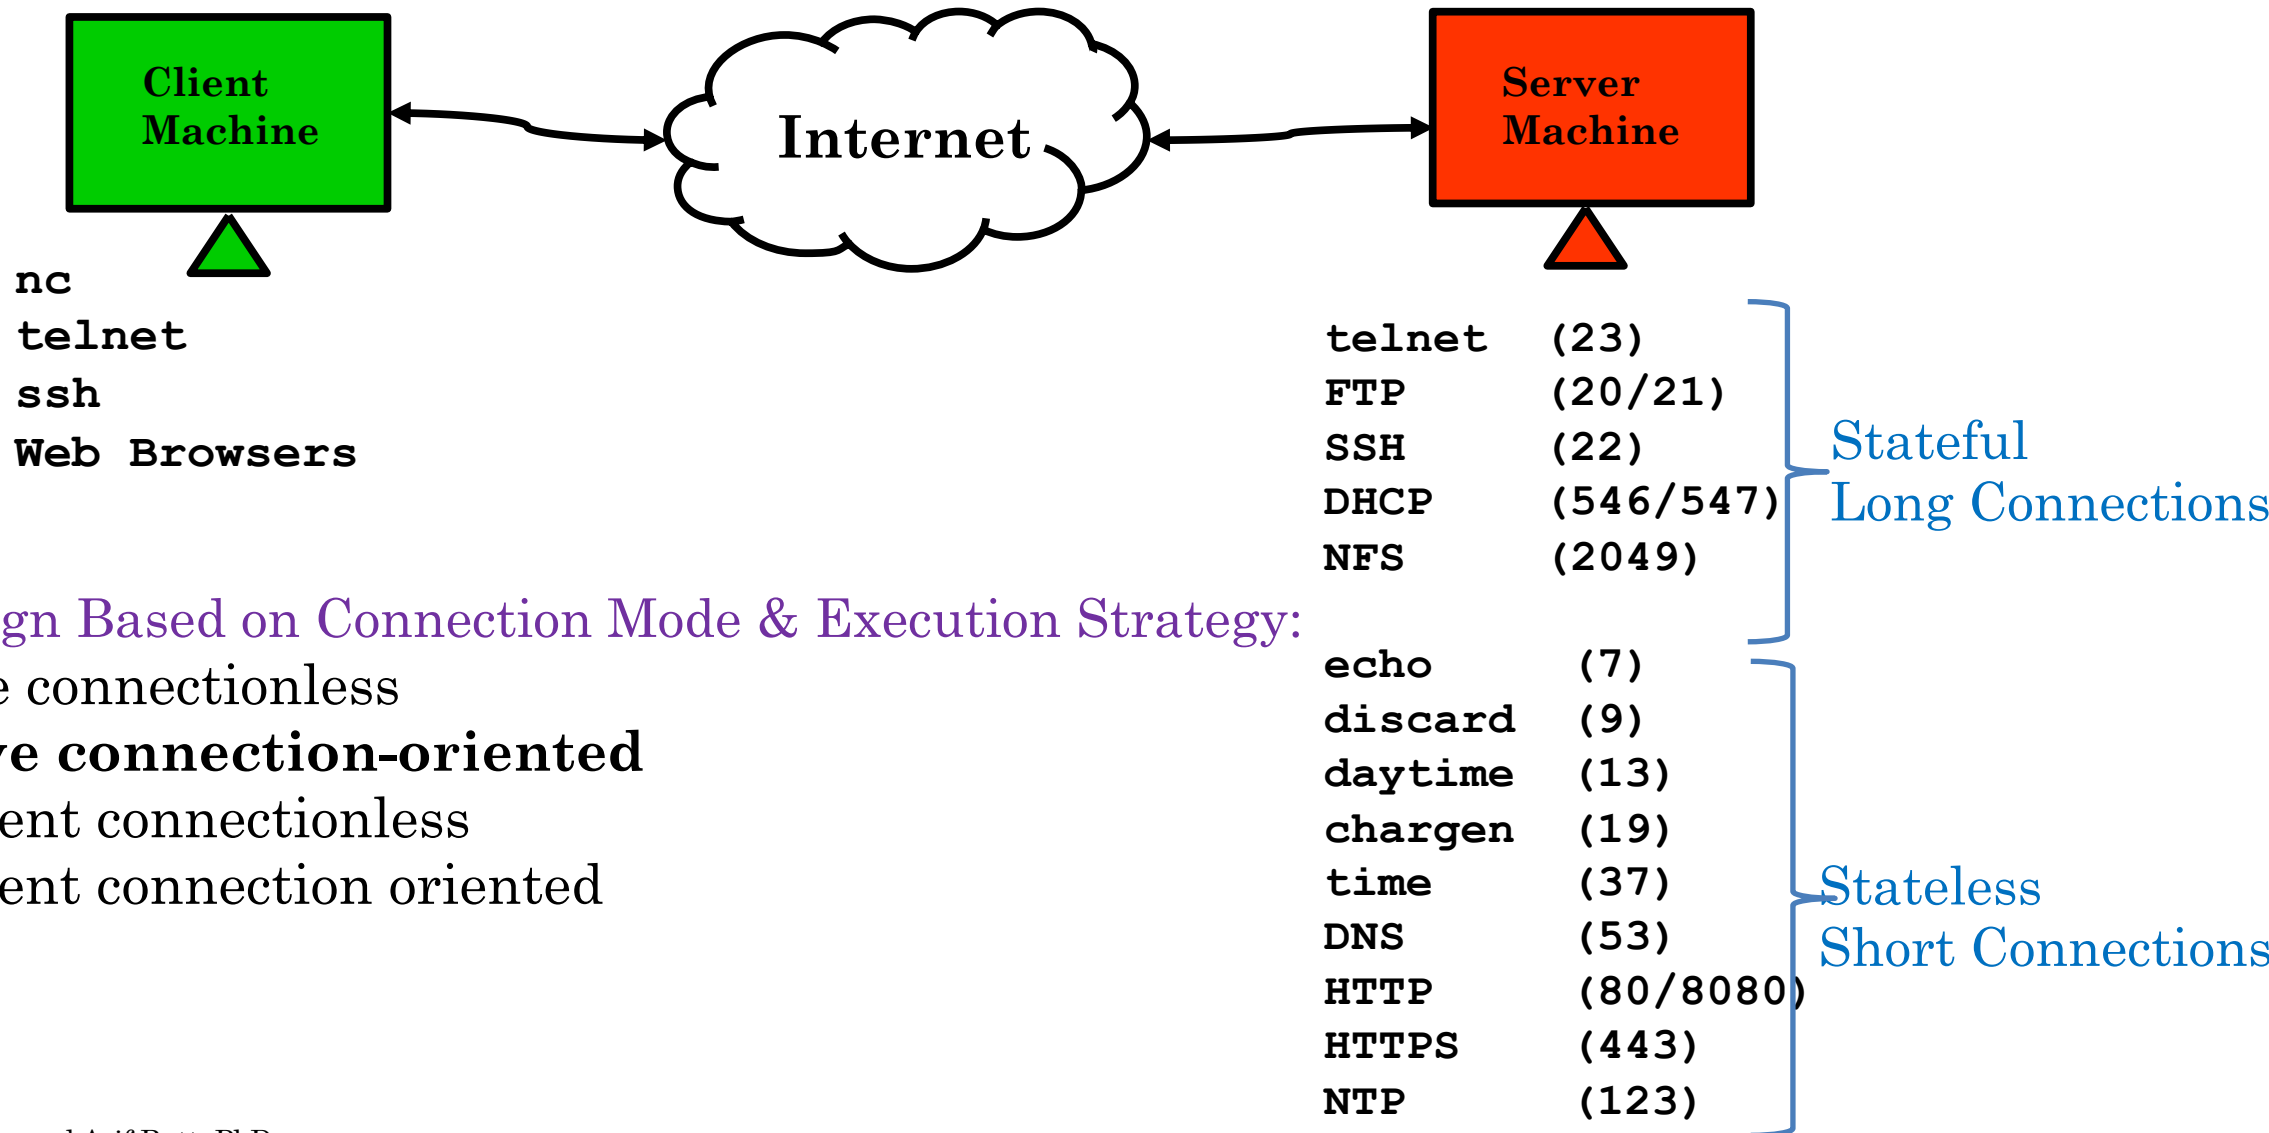 Client
Machine
Internet
Server
Machine
nc
telnet
ssh
Web Browsers
telnet (23)
FTP (20/21)
SSH (22)
DHCP (546/547)
NFS (2049)
Stateful
Long Connections
gn Based on Connection Mode & Execution Strategy:
e connectionless
ve connection-oriented
ent connectionless
ent connection oriented
echo (7)
discard (9)
daytime (13)
chargen (19)
time (37)
DNS (53)
HTTP (80/8080)
HTTPS (443)
NTP (123)
Stateless
Short Connections